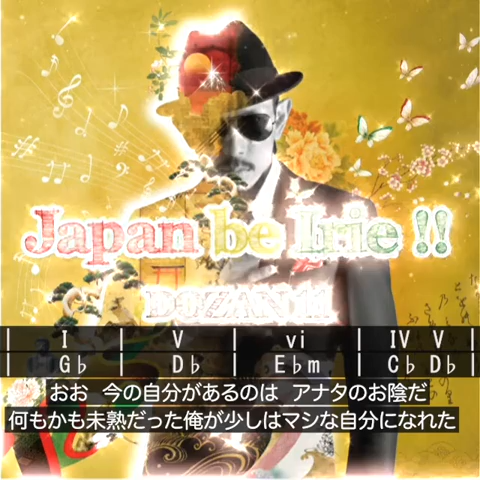 Japan be Irie !!
DOZAN 11
| I | V | vi | IV V |
| G♭ | D♭ | E♭m | C♭ D♭ |
おお 今の自分があるのは アナタのお陰だ
何もかも未熟だった俺が少しはマシな自分になれた